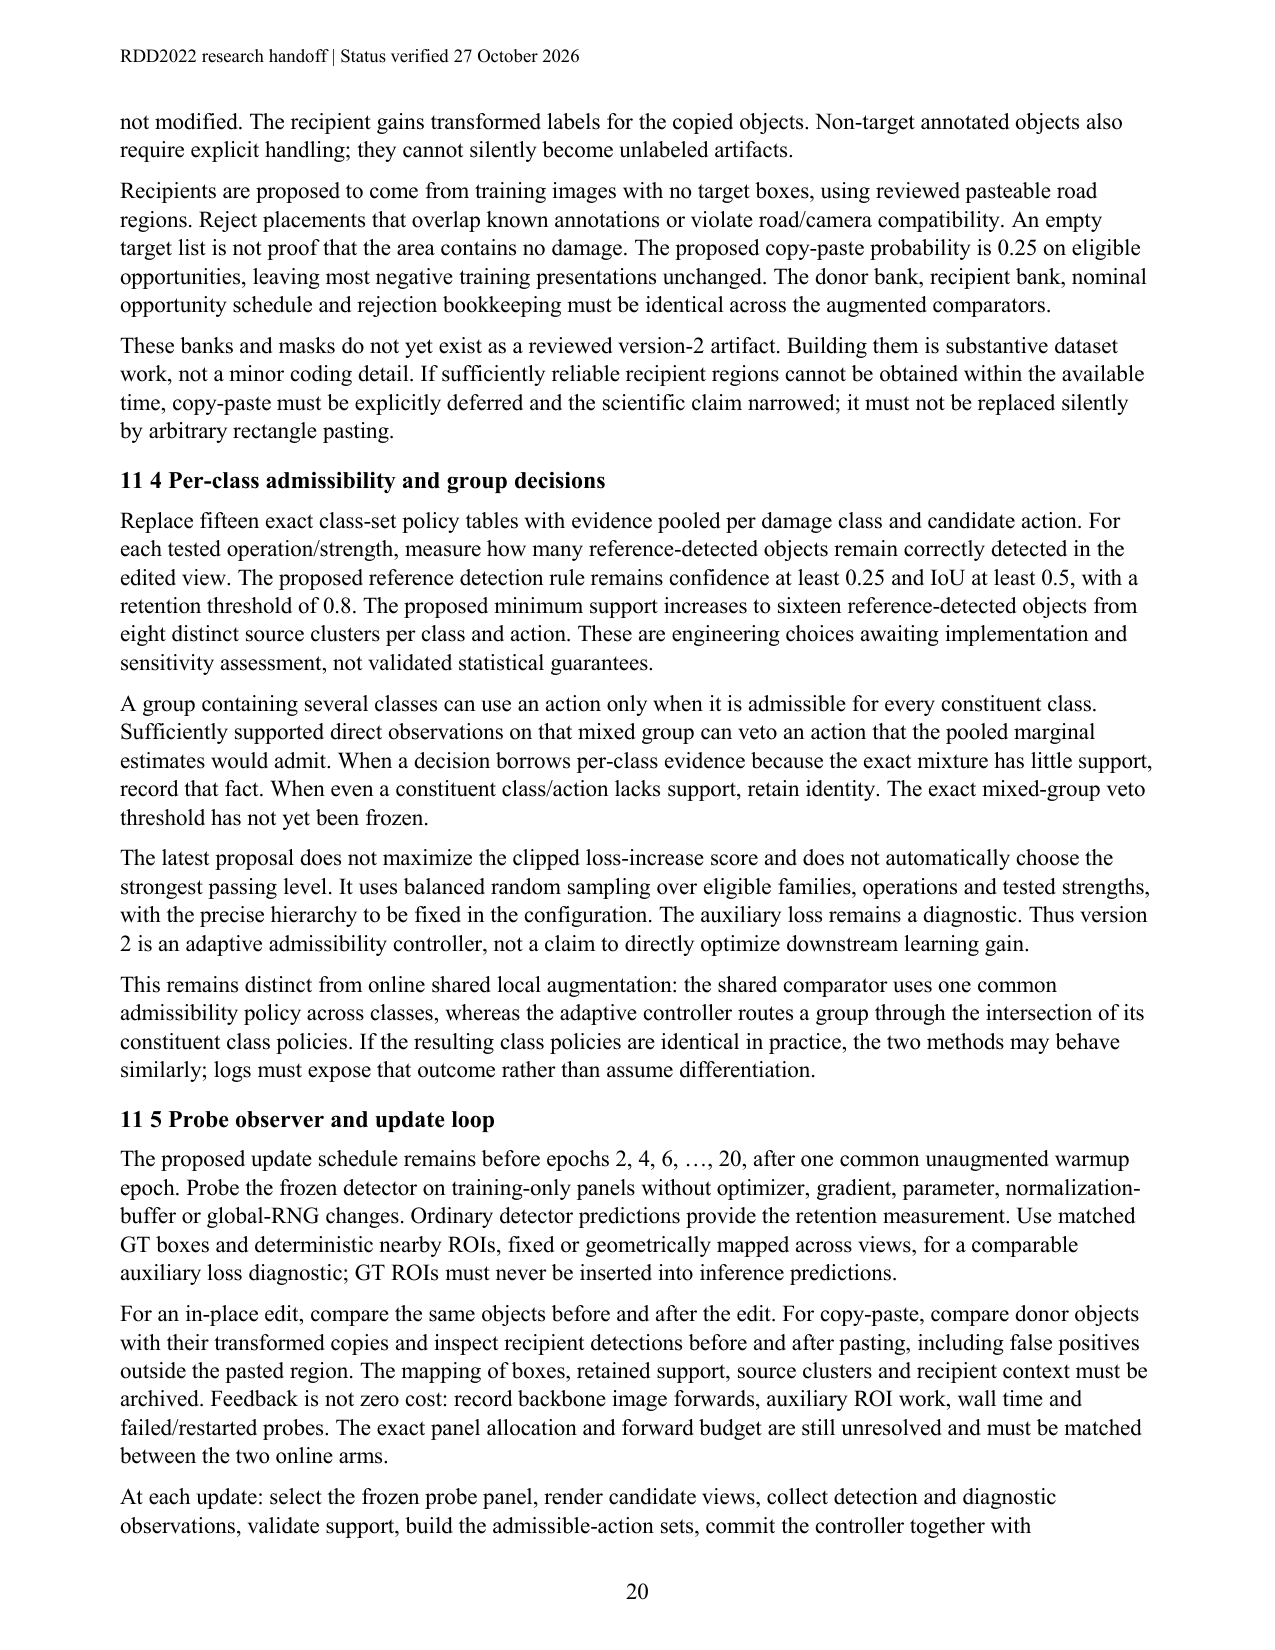 RDD2022 research handoff | Status verified 27 October 2026
not modified. The recipient gains transformed labels for the copied objects. Non-target annotated objects also
require explicit handling; they cannot silently become unlabeled artifacts.
Recipients are proposed to come from training images with no target boxes, using reviewed pasteable road
regions. Reject placements that overlap known annotations or violate road/camera compatibility. An empty
target list is not proof that the area contains no damage. The proposed copy-paste probability is 0.25 on eligible
opportunities, leaving most negative training presentations unchanged. The donor bank, recipient bank, nominal
opportunity schedule and rejection bookkeeping must be identical across the augmented comparators.
These banks and masks do not yet exist as a reviewed version-2 artifact. Building them is substantive dataset
work, not a minor coding detail. If sufficiently reliable recipient regions cannot be obtained within the available
time, copy-paste must be explicitly deferred and the scientific claim narrowed; it must not be replaced silently
by arbitrary rectangle pasting.
11 4 Per-class admissibility and group decisions
Replace fifteen exact class-set policy tables with evidence pooled per damage class and candidate action. For
each tested operation/strength, measure how many reference-detected objects remain correctly detected in the
edited view. The proposed reference detection rule remains confidence at least 0.25 and IoU at least 0.5, with a
retention threshold of 0.8. The proposed minimum support increases to sixteen reference-detected objects from
eight distinct source clusters per class and action. These are engineering choices awaiting implementation and
sensitivity assessment, not validated statistical guarantees.
A group containing several classes can use an action only when it is admissible for every constituent class.
Sufficiently supported direct observations on that mixed group can veto an action that the pooled marginal
estimates would admit. When a decision borrows per-class evidence because the exact mixture has little support,
record that fact. When even a constituent class/action lacks support, retain identity. The exact mixed-group veto
threshold has not yet been frozen.
The latest proposal does not maximize the clipped loss-increase score and does not automatically choose the
strongest passing level. It uses balanced random sampling over eligible families, operations and tested strengths,
with the precise hierarchy to be fixed in the configuration. The auxiliary loss remains a diagnostic. Thus version
2 is an adaptive admissibility controller, not a claim to directly optimize downstream learning gain.
This remains distinct from online shared local augmentation: the shared comparator uses one common
admissibility policy across classes, whereas the adaptive controller routes a group through the intersection of its
constituent class policies. If the resulting class policies are identical in practice, the two methods may behave
similarly; logs must expose that outcome rather than assume differentiation.
11 5 Probe observer and update loop
The proposed update schedule remains before epochs 2, 4, 6, …, 20, after one common unaugmented warmup
epoch. Probe the frozen detector on training-only panels without optimizer, gradient, parameter, normalization-
buffer or global-RNG changes. Ordinary detector predictions provide the retention measurement. Use matched
GT boxes and deterministic nearby ROIs, fixed or geometrically mapped across views, for a comparable
auxiliary loss diagnostic; GT ROIs must never be inserted into inference predictions.
For an in-place edit, compare the same objects before and after the edit. For copy-paste, compare donor objects
with their transformed copies and inspect recipient detections before and after pasting, including false positives
outside the pasted region. The mapping of boxes, retained support, source clusters and recipient context must be
archived. Feedback is not zero cost: record backbone image forwards, auxiliary ROI work, wall time and
failed/restarted probes. The exact panel allocation and forward budget are still unresolved and must be matched
between the two online arms.
At each update: select the frozen probe panel, render candidate views, collect detection and diagnostic
observations, validate support, build the admissible-action sets, commit the controller together with
20